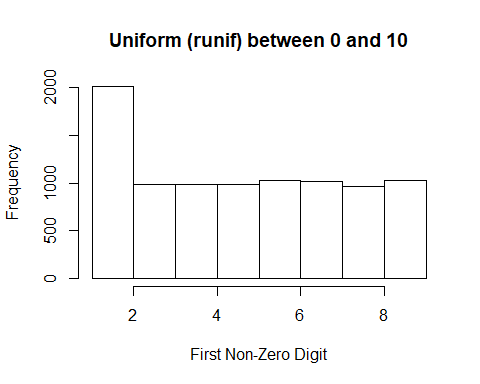 Uniform (runif) between 0 and 10
Frequency
2000
1000
500
0
2 4 6 8
First Non-Zero Digit